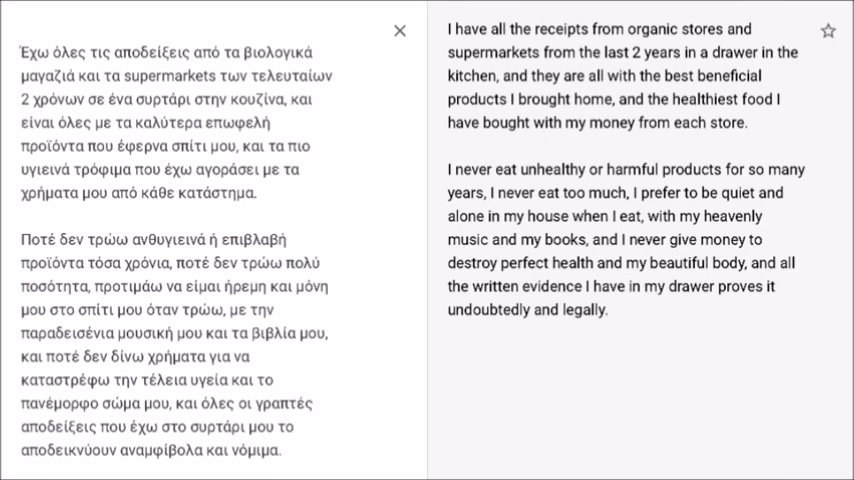 Έχω όλες τις αποδείξεις από τα βιολογικά
μαγαζιά και τα supermarkets των τελευταίων
2 χρόνων σε ένα συρτάρι στην κουζίνα, και
είναι όλες με τα καλύτερα επωφελή
προϊόντα που έφερνα σπίτι μου, και τα πιο
υγιεινά τρόφιμα που έχω αγοράσει με τα
χρήματα μου από κάθε κατάστημα.

Ποτέ δεν τρώω ανθυγιεινά ή επιβλαβή
προϊόντα τόσα χρόνια, ποτέ δεν τρώω πολύ
ποσότητα, προτιμάω να είμαι ήρεμη και μόνη
μου στο σπίτι μου όταν τρώω, με την
παραδεισένια μουσική μου και τα βιβλία μου,
και ποτέ δεν δίνω χρήματα για να
καταστρέφω την τέλεια υγεία και το
πανέμορφο σώμα μου, και όλες οι γραπτές
αποδείξεις που έχω στο συρτάρι μου το
αποδεικνύουν αναμφίβολα και νόμιμα.

I have all the receipts from organic stores and
supermarkets from the last 2 years in a drawer in the
kitchen, and they are all with the best beneficial
products I brought home, and the healthiest food I
have bought with my money from each store.

I never eat unhealthy or harmful products for so many
years, I never eat too much, I prefer to be quiet and
alone in my house when I eat, with my heavenly
music and my books, and I never give money to
destroy perfect health and my beautiful body, and all
the written evidence I have in my drawer proves it
undoubtedly and legally.